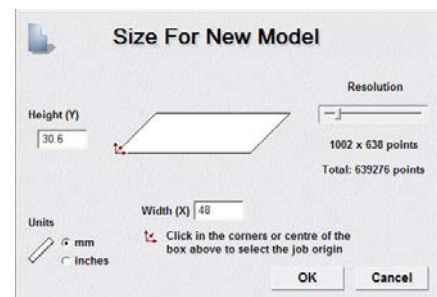 Size For New Model
Resolution
Height (Y)
30.6
1002 x 638 points
Total: 639276 points
Width (X) 48
Units
mm
inches
Click in the corners or centre of the
box above to select the job origin
OK
Cancel